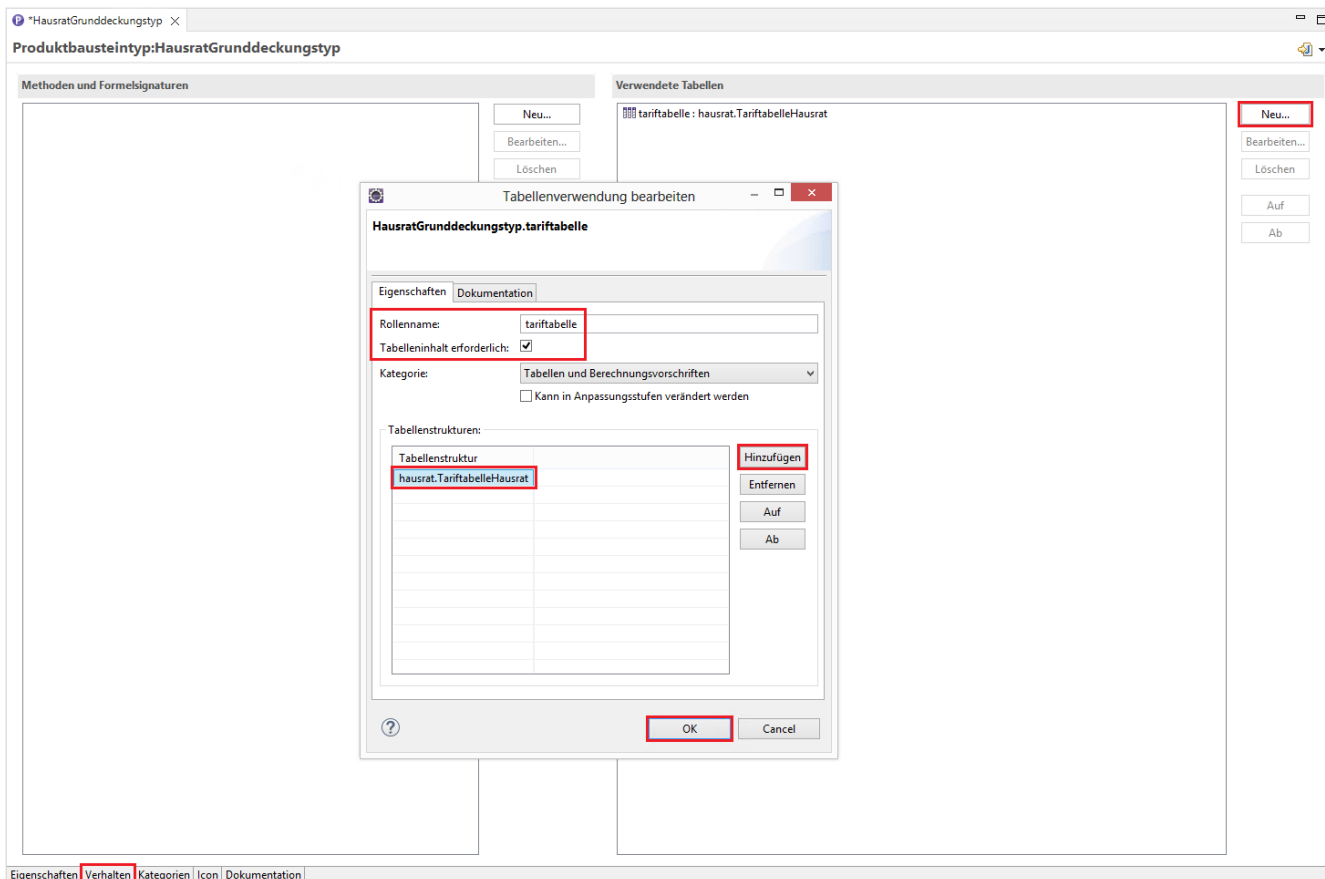 *HausratGrunddeckungstyp
Produktbausteintyp:HausratGrunddeckungstyp
Methoden und Formelsignaturen
Neu...
Bearbeiten...
Löschen
Verwendete Tabellen
tariftabelle : hausrat.TariftabelleHausrat
Neu...
Bearbeiten...
Löschen
Auf
Ab
Tabellenverwendung bearbeiten
HausratGrunddeckungstyp.tariftabelle
Eigenschaften Dokumentation
Rollenname: tariftabelle
Tabelleninhalt erforderlich:
Kategorie: Tabellen und Berechnungsvorschriften
Kann in Anpassungsstufen verändert werden
Tabellenstrukturen:
Tabellenstruktur
hausrat.TariftabelleHausrat
Hinzufügen
Entfernen
Auf
Ab
OK Cancel
Eigenschaften Verhalten Kategorien Icon Dokumentation